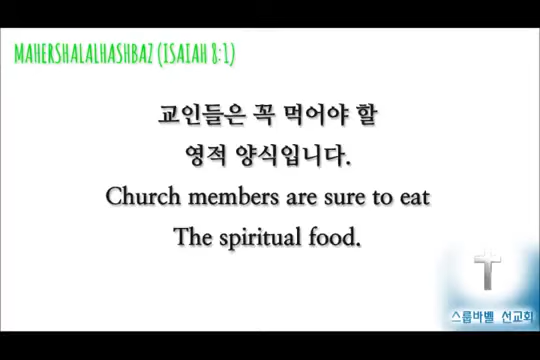 MAHERSHALALHASHBAZ (ISAIAH 8:1)
교인들은 꼭 먹어야 할
영적 양식입니다.
Church members are sure to eat
The spiritual food.
스룹바벨 선교회